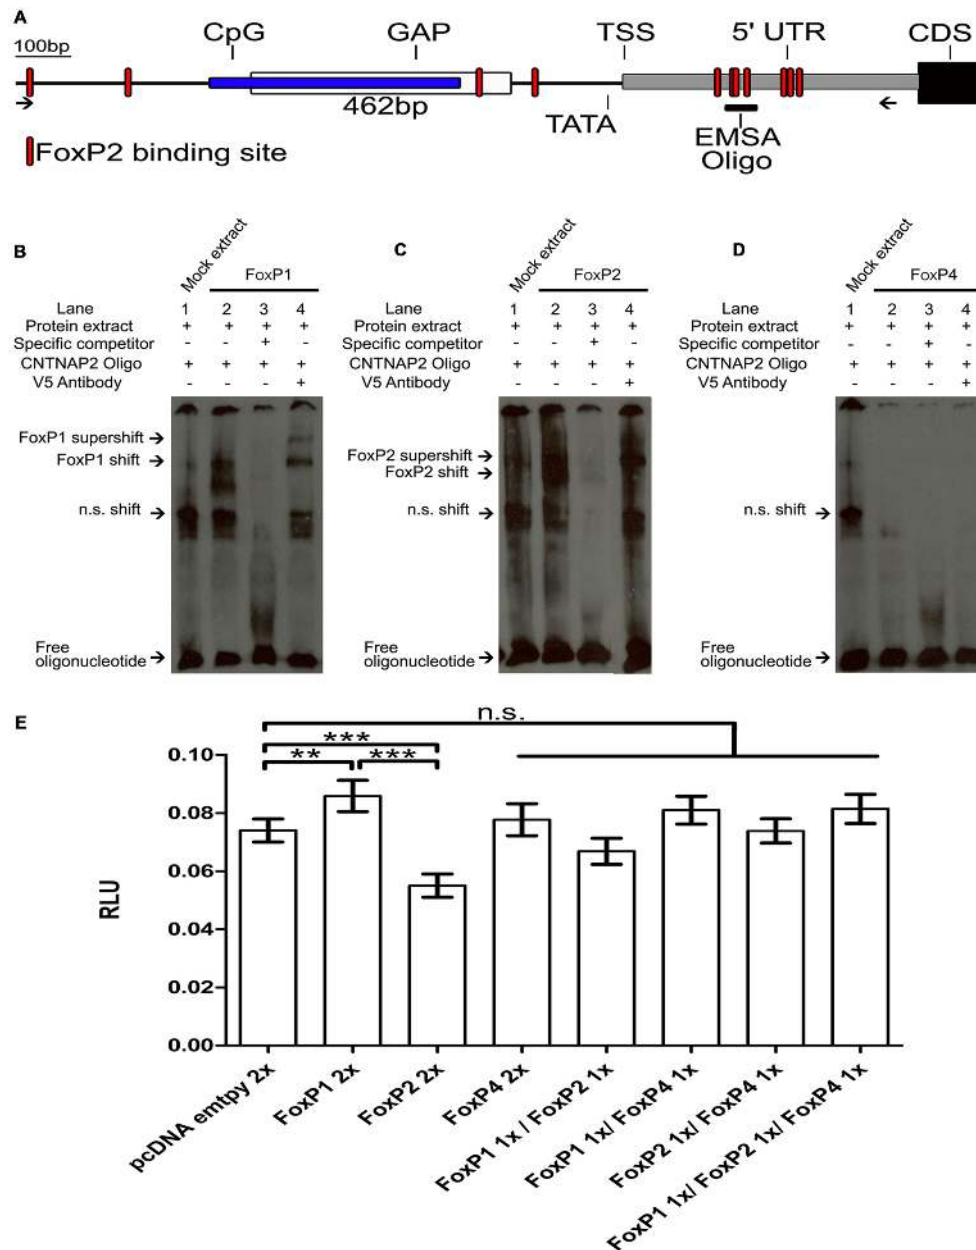 A
100bp
CpG
GAP
TSS
5' UTR
CDS
462bp
TATA
EMSA
Oligo
FoxP2 binding site
B
Mock extract
FoxP1
Lane
1 2 3 4
Protein extract
+ + + +
Specific competitor
- - + -
CNTNAP2 Oligo
+ + + +
V5 Antibody
- - - +
FoxP1 supershift
FoxP1 shift
n.s. shift
Free
oligonucleotide
C
Mock extract
FoxP2
Lane
1 2 3 4
Protein extract
+ + + +
Specific competitor
- - + -
CNTNAP2 Oligo
+ + + +
V5 Antibody
- - - +
FoxP2 supershift
FoxP2 shift
n.s. shift
Free
oligonucleotide
D
Mock extract
FoxP4
Lane
1 2 3 4
Protein extract
+ + + +
Specific competitor
- - + -
CNTNAP2 Oligo
+ + + +
V5 Antibody
- - - +
n.s. shift
Free
oligonucleotide
E
n.s.
***
** ***
RLU
0.10
0.08
0.06
0.04
0.02
0.00
pcDNA emtpy 2x
FoxP1 2x
FoxP2 2x
FoxP4 2x
FoxP1 1x / FoxP2 1x
FoxP1 1x/ FoxP4 1x
FoxP2 1x/ FoxP4 1x
FoxP1 1x/ FoxP2 1x/ FoxP4 1x